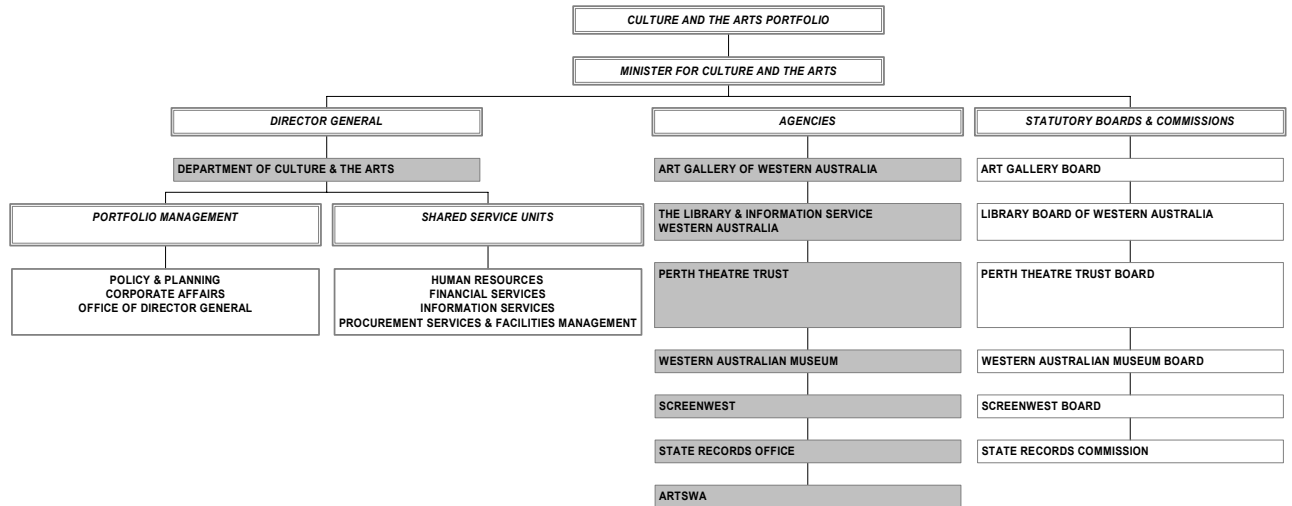 CULTURE AND THE ARTS PORTFOLIO
MINISTER FOR CULTURE AND THE ARTS
DIRECTOR GENERAL
DEPARTMENT OF CULTURE & THE ARTS
PORTFOLIO MANAGEMENT
POLICY & PLANNING
CORPORATE AFFAIRS
OFFICE OF DIRECTOR GENERAL
SHARED SERVICE UNITS
HUMAN RESOURCES
FINANCIAL SERVICES
INFORMATION SERVICES
PROCUREMENT SERVICES & FACILITIES MANAGEMENT
AGENCIES
ART GALLERY OF WESTERN AUSTRALIA
THE LIBRARY & INFORMATION SERVICE
WESTERN AUSTRALIA
PERTH THEATRE TRUST
WESTERN AUSTRALIAN MUSEUM
SCREENWEST
STATE RECORDS OFFICE
ARTSWA
STATUTORY BOARDS & COMMISSIONS
ART GALLERY BOARD
LIBRARY BOARD OF WESTERN AUSTRALIA
PERTH THEATRE TRUST BOARD
WESTERN AUSTRALIAN MUSEUM BOARD
SCREENWEST BOARD
STATE RECORDS COMMISSION